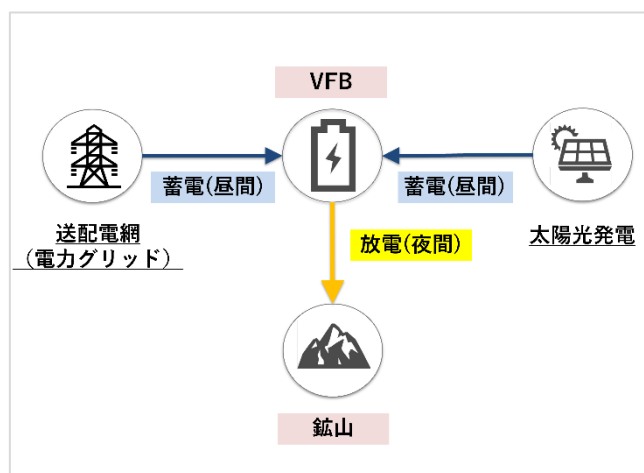 VFB
蓄電(昼間)
蓄電(昼間)
送配電網
（電力グリッド）
放電(夜間)
太陽光発電
鉱山